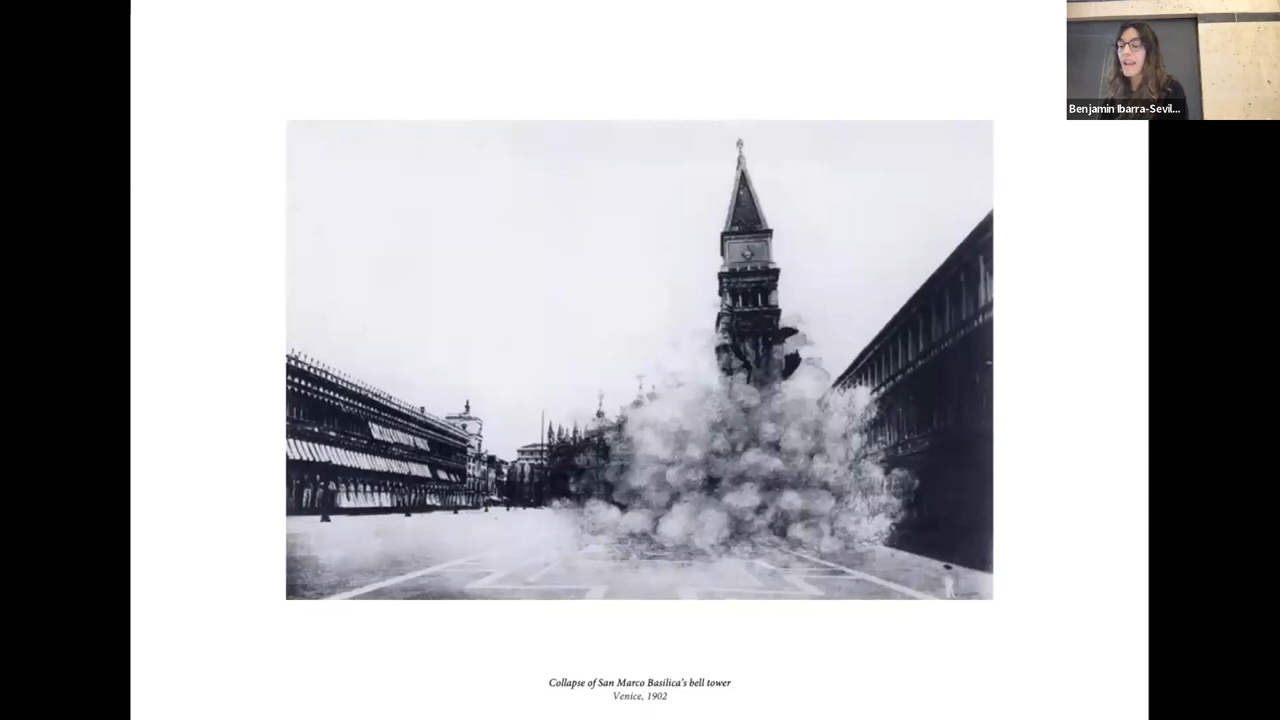 Benjamin Ibarra-Sevil...
Collapse of San Marco Basilica's bell tower
Venice, 1902